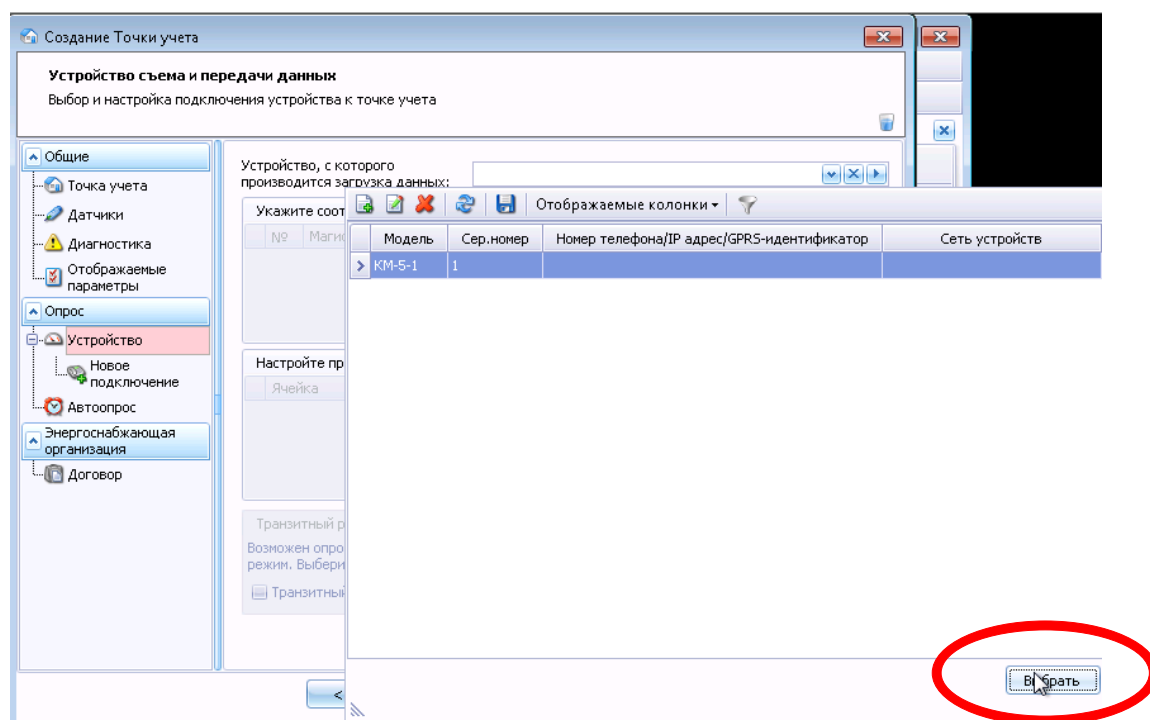 Создание Точки учета
Устройство съема и передачи данных
Выбор и настройка подключения устройства к точке учета
Общие
Точка учета
Датчики
Диагностика
Отображаемые
параметры
Опрос
Устройство
Новое
подключение
Автоопрос
Энергоснабжающая
организация
Договор
Устройство, с которого
производится загрузка данных:
Укажите соот
№ Магис
Настройте пр
Ячейка
Транзитный р
Возможен опро
режим. Выбери
Транзитный
<
Отображаемые колонки
Модель Сер.номер Номер телефона/IP адрес/GPRS-идентификатор Сеть устройств
КМ-5-1 1
Выбрать